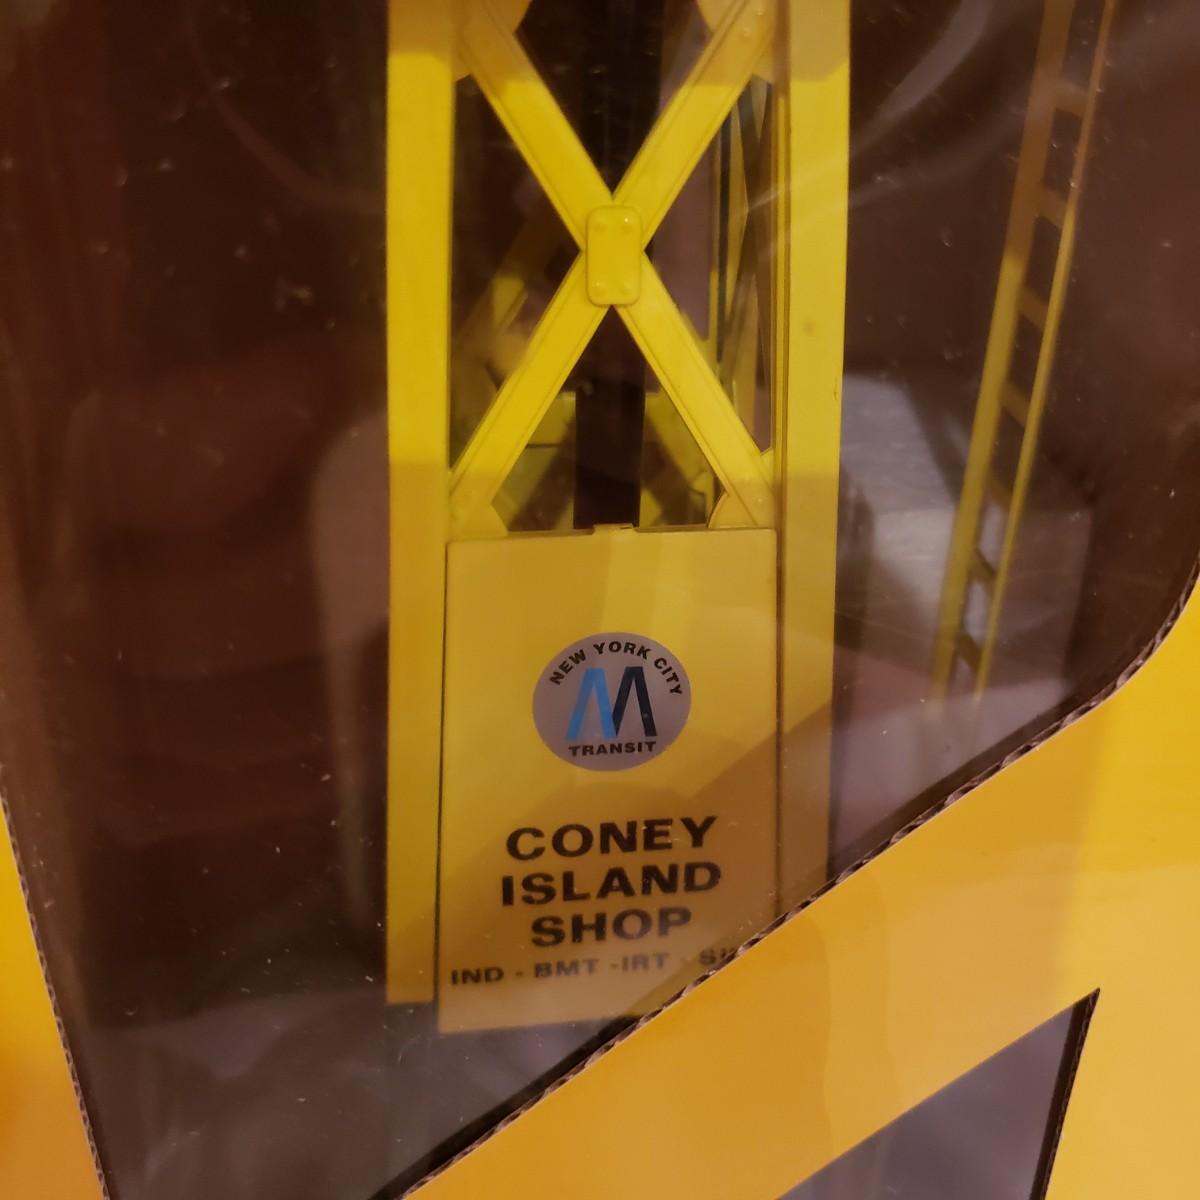 NEW YORK CITY
M
TRANSIT
CONEY
ISLAND
SHOP
IND - BMT - IRT -